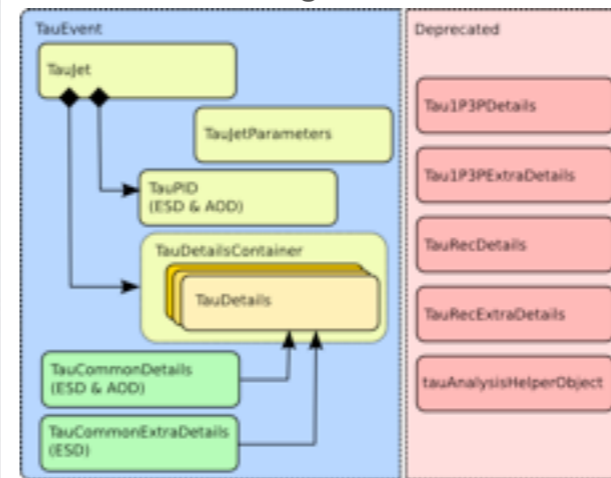 TauEvent
TauJet
TauJetParameters
TauPID
(ESD & AOD)
TauDetailsContainer
TauDetails
TauCommonDetails
(ESD & AOD)
TauCommonExtraDetails
(ESD)
Deprecated
Tau1P3PDetails
Tau1P3PExtraDetails
TauRecDetails
TauRecExtraDetails
tauAnalysisHelperObject